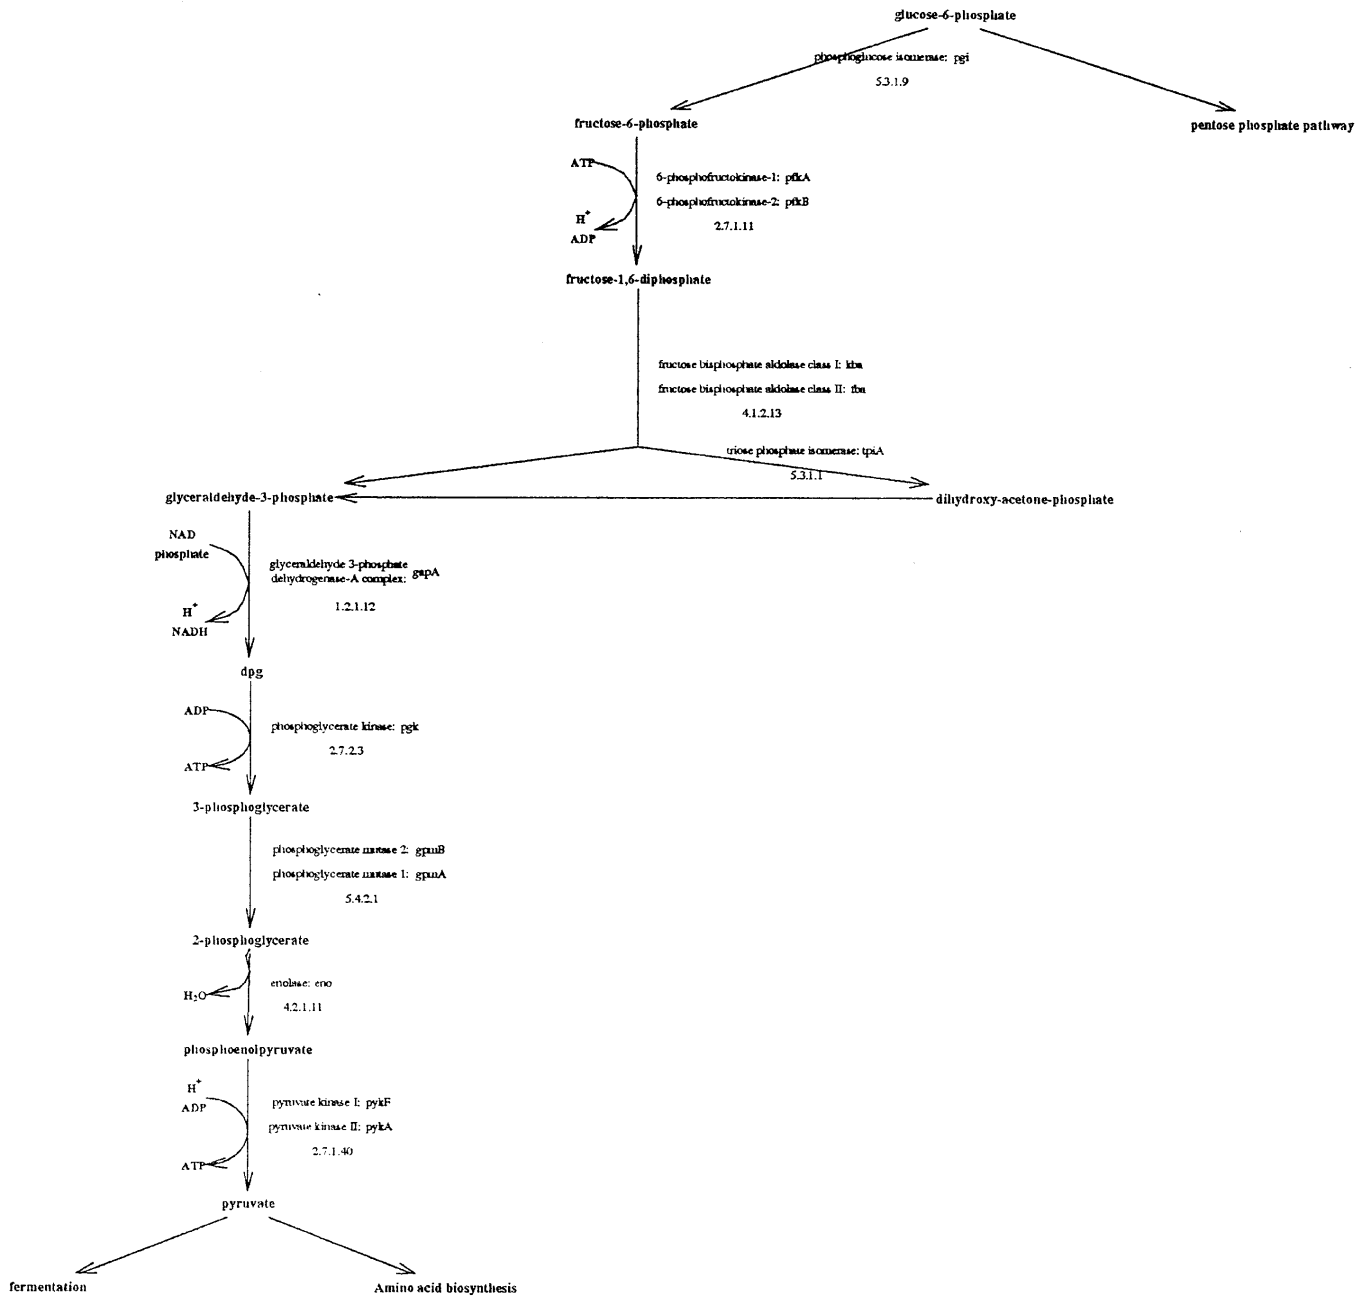 glucose-6-phosphate
phosphoglucose isomerase: pgi
5.3.1.9
fructose-6-phosphate
pentose phosphate pathway
ATP
6-phosphofructokinase-1: pfkA
6-phosphofructokinase-2: pfkB
H+
2.7.1.11
ADP
fructose-1,6-diphosphate
fructose bisphosphate aldolase class I: kba
fructose bisphosphate aldolase class II: fba
4.1.2.13
triose phosphate isomerase: tpiA
5.3.1.1
glyceraldehyde-3-phosphate
dihydroxy-acetone-phosphate
NAD
phosphate
glyceraldehyde 3-phosphate
dehydrogenase-A complex: gapA
1.2.1.12
H+
NADH
dpg
ADP
phosphoglycerate kinase: pgk
2.7.2.3
ATP
3-phosphoglycerate
phosphoglycerate mutase 2: gpmB
phosphoglycerate mutase 1: gpmA
5.4.2.1
2-phosphoglycerate
enolase: eno
H₂O
4.2.1.11
phosphoenolpyruvate
H+
ADP
pyruvate kinase I: pykF
pyruvate kinase II: pykA
2.7.1.40
ATP
pyruvate
fermentation
Amino acid biosynthesis